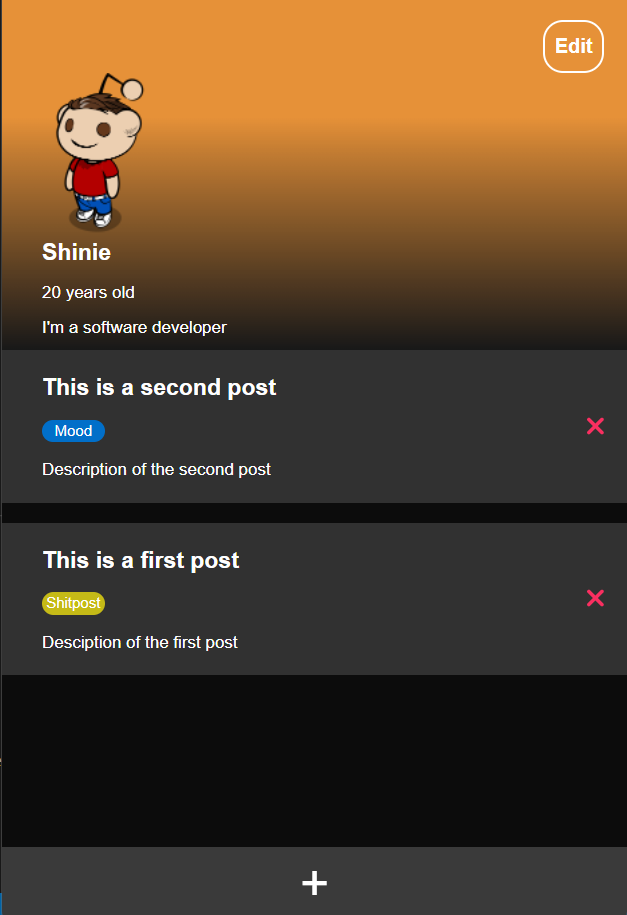 Edit
Shinie
20 years old
I'm a software developer
This is a second post
Mood
Description of the second post
This is a first post
Shitpost
Desciption of the first post
+